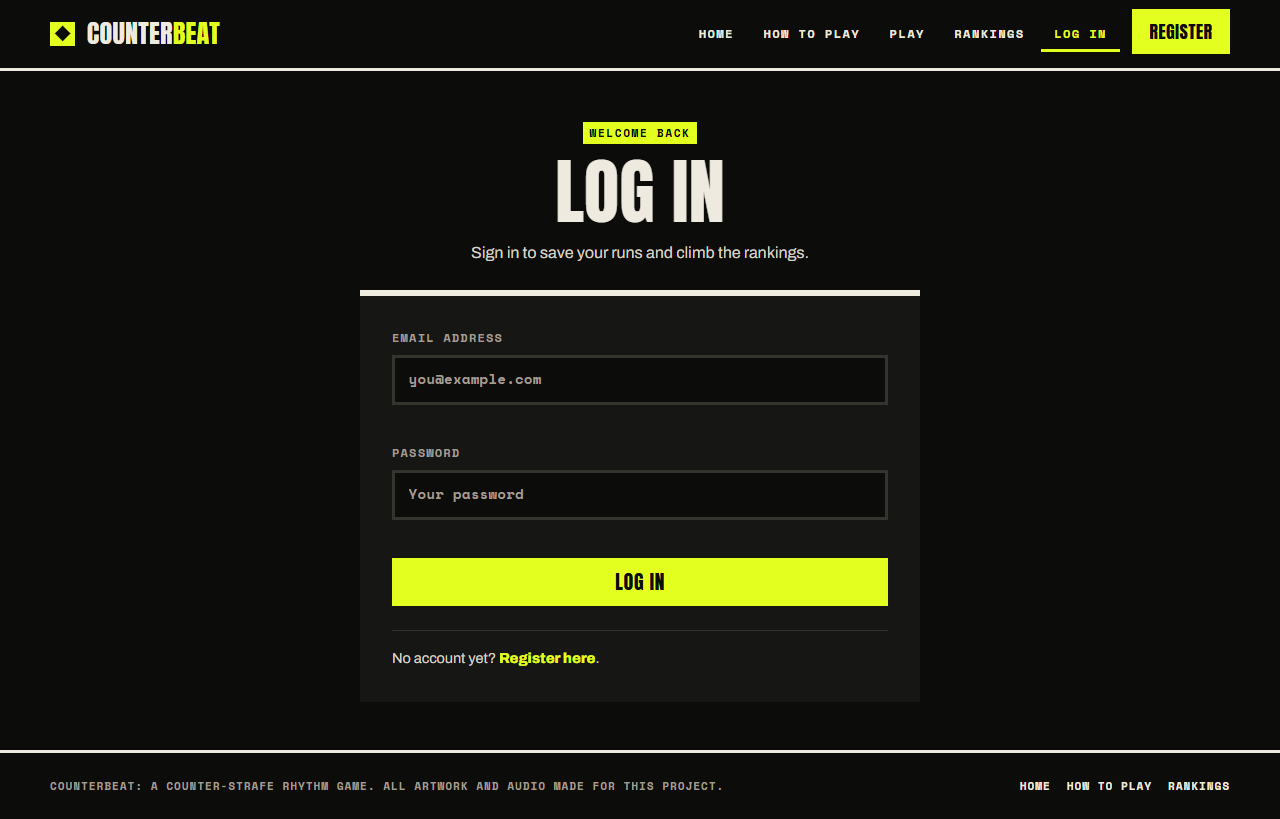 COUNTERBEAT
HOME HOW TO PLAY PLAY RANKINGS LOG IN REGISTER
WELCOME BACK
LOG IN
Sign in to save your runs and climb the rankings.
EMAIL ADDRESS
you@example.com
PASSWORD
Your password
LOG IN
No account yet? Register here.
COUNTERBEAT: A COUNTER-STRAFE RHYTHM GAME. ALL ARTWORK AND AUDIO MADE FOR THIS PROJECT.
HOME HOW TO PLAY RANKINGS